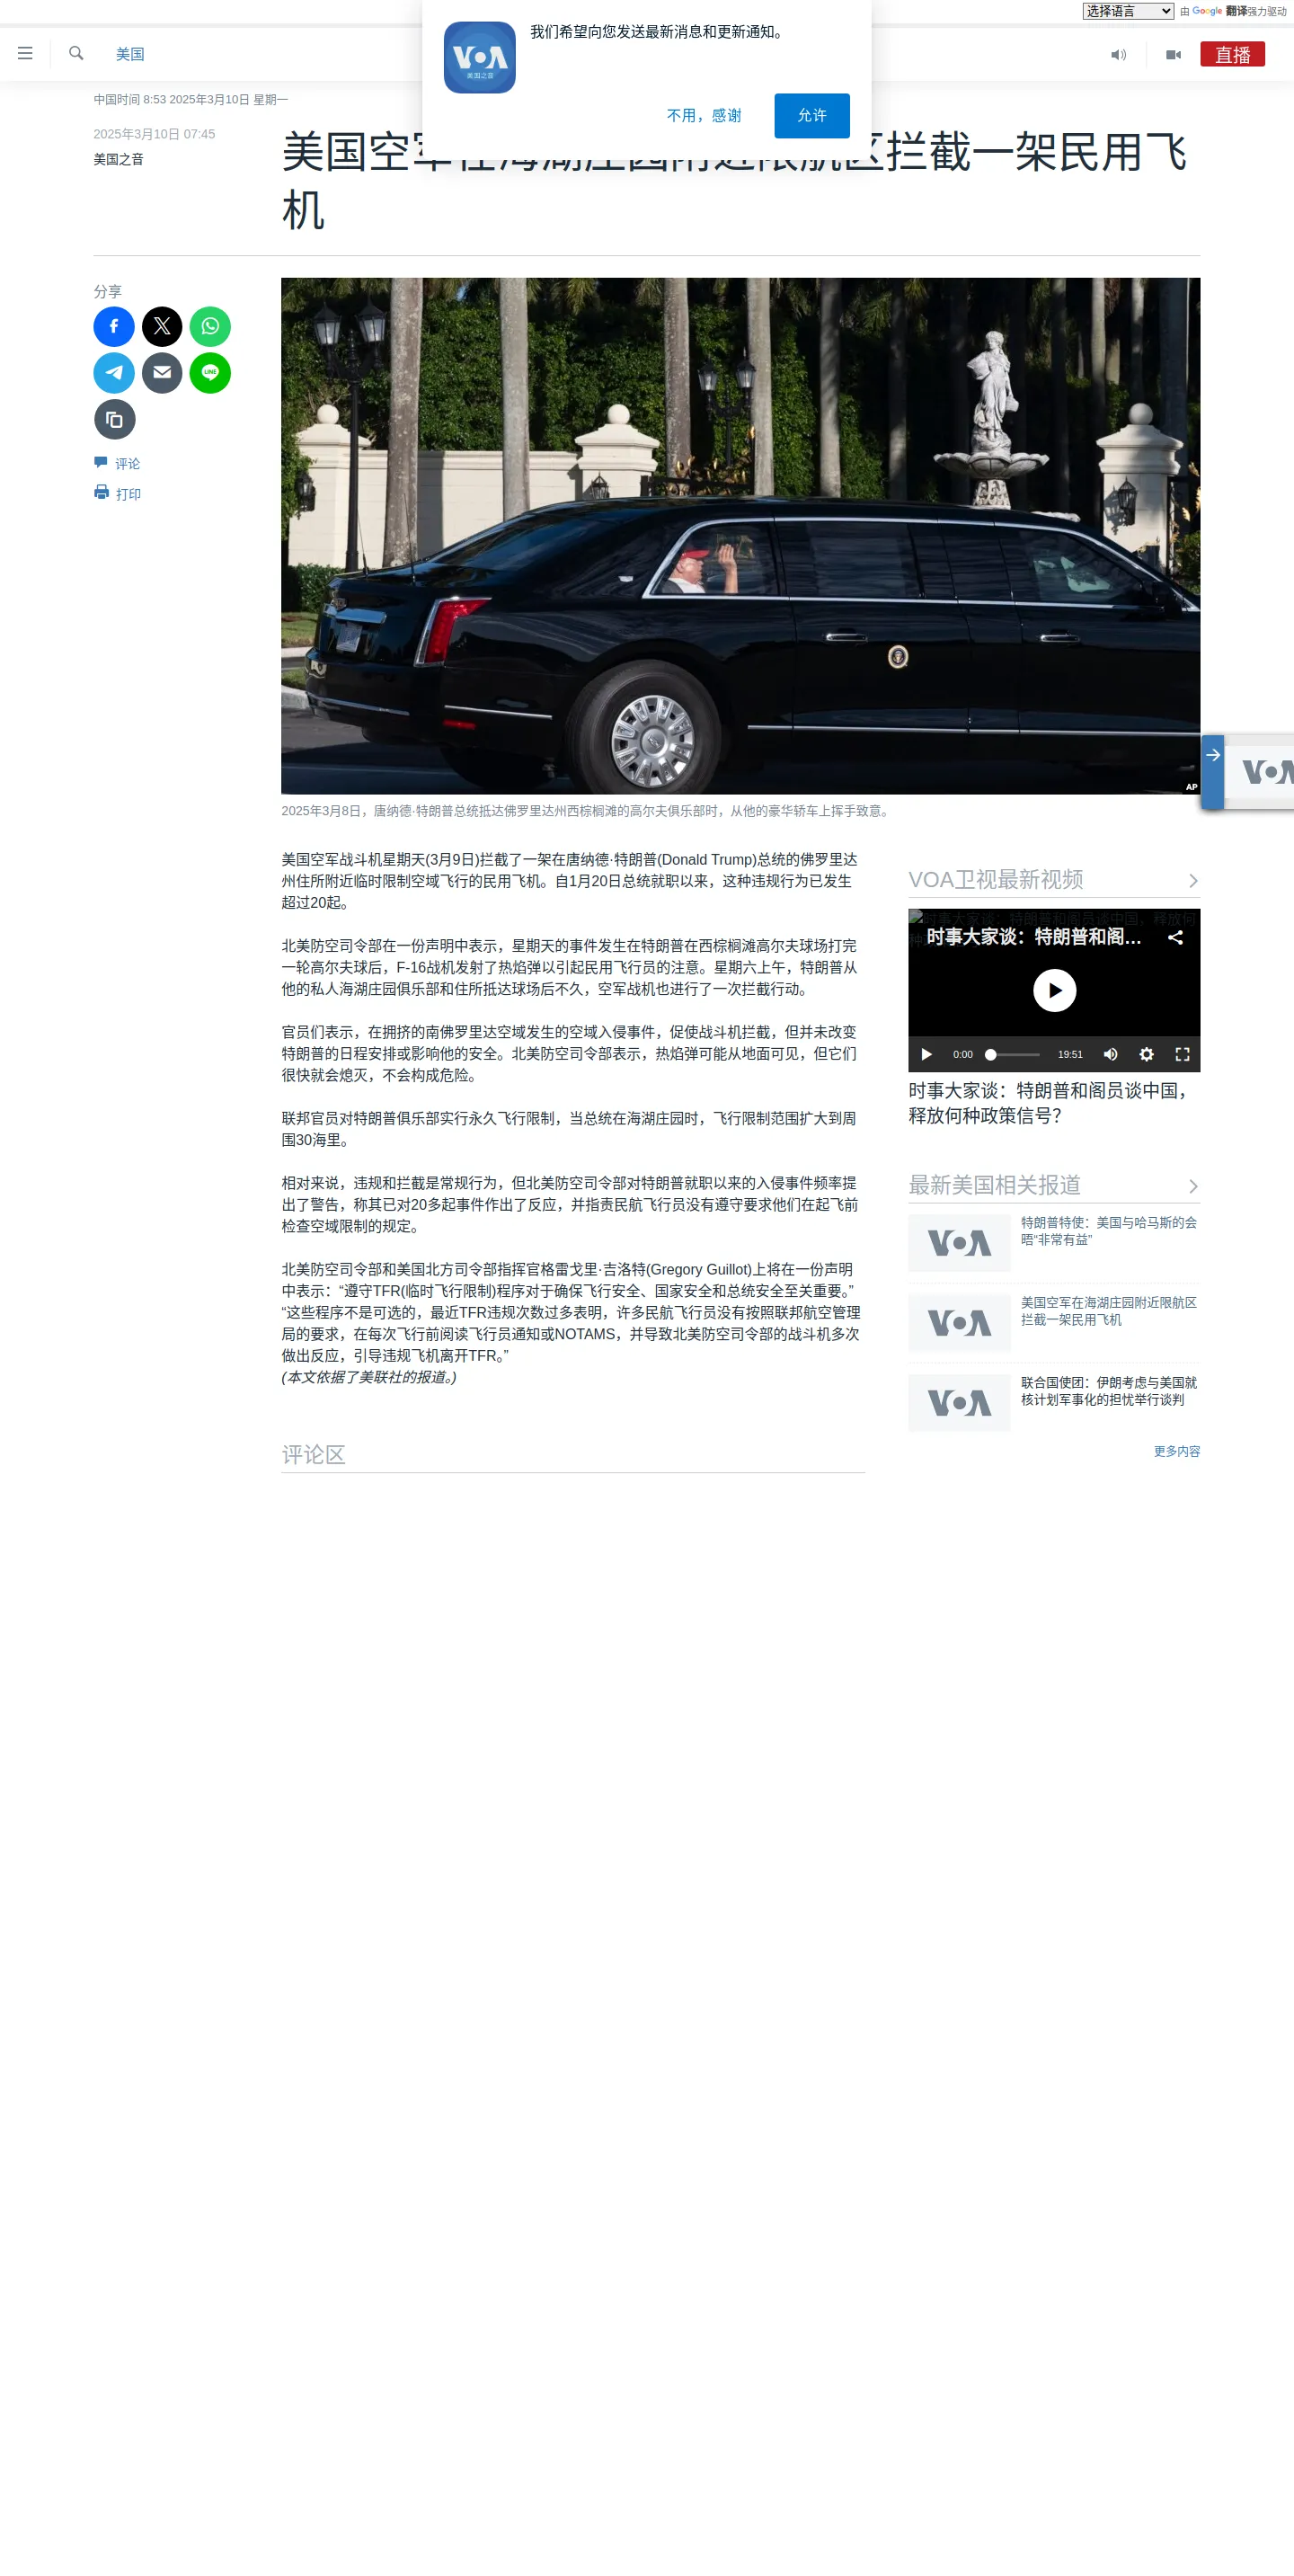 选择语言 由 Google 翻译强力驱动
我们希望向您发送最新消息和更新通知。
VOA
美国之音
不用，感谢
允许
美国
直播
中国时间 8:53 2025年3月10日 星期一
2025年3月10日 07:45
美国之音
美国空军在海湖庄园附近限航区拦截一架民用飞
机
分享
LINE
评论
打印
AP
VOA
2025年3月8日，唐纳德·特朗普总统抵达佛罗里达州西棕榈滩的高尔夫俱乐部时，从他的豪华轿车上挥手致意。
美国空军战斗机星期天(3月9日)拦截了一架在唐纳德·特朗普(Donald Trump)总统的佛罗里达
州住所附近临时限制空域飞行的民用飞机。自1月20日总统就职以来，这种违规行为已发生
超过20起。
北美防空司令部在一份声明中表示，星期天的事件发生在特朗普在西棕榈滩高尔夫球场打完
一轮高尔夫球后，F-16战机发射了热焰弹以引起民用飞行员的注意。星期六上午，特朗普从
他的私人海湖庄园俱乐部和住所抵达球场后不久，空军战机也进行了一次拦截行动。
官员们表示，在拥挤的南佛罗里达空域发生的空域入侵事件，促使战斗机拦截，但并未改变
特朗普的日程安排或影响他的安全。北美防空司令部表示，热焰弹可能从地面可见，但它们
很快就会熄灭，不会构成危险。
联邦官员对特朗普俱乐部实行永久飞行限制，当总统在海湖庄园时，飞行限制范围扩大到周
围30海里。
相对来说，违规和拦截是常规行为，但北美防空司令部对特朗普就职以来的入侵事件频率提
出了警告，称其已对20多起事件作出了反应，并指责民航飞行员没有遵守要求他们在起飞前
检查空域限制的规定。
北美防空司令部和美国北方司令部指挥官格雷戈里·吉洛特(Gregory Guillot)上将在一份声明
中表示：“遵守TFR(临时飞行限制)程序对于确保飞行安全、国家安全和总统安全至关重要。”
“这些程序不是可选的，最近TFR违规次数过多表明，许多民航飞行员没有按照联邦航空管理
局的要求，在每次飞行前阅读飞行员通知或NOTAMS，并导致北美防空司令部的战斗机多次
做出反应，引导违规飞机离开TFR。”
(本文依据了美联社的报道。)
评论区
VOA卫视最新视频
时事大家谈：特朗普和阁员谈中国，释放何
时事大家谈：特朗普和阁...
0:00
19:51
时事大家谈：特朗普和阁员谈中国，
释放何种政策信号？
最新美国相关报道
VOA
特朗普特使：美国与哈马斯的会
晤“非常有益”
VOA
美国空军在海湖庄园附近限航区
拦截一架民用飞机
VOA
联合国使团：伊朗考虑与美国就
核计划军事化的担忧举行谈判
更多内容